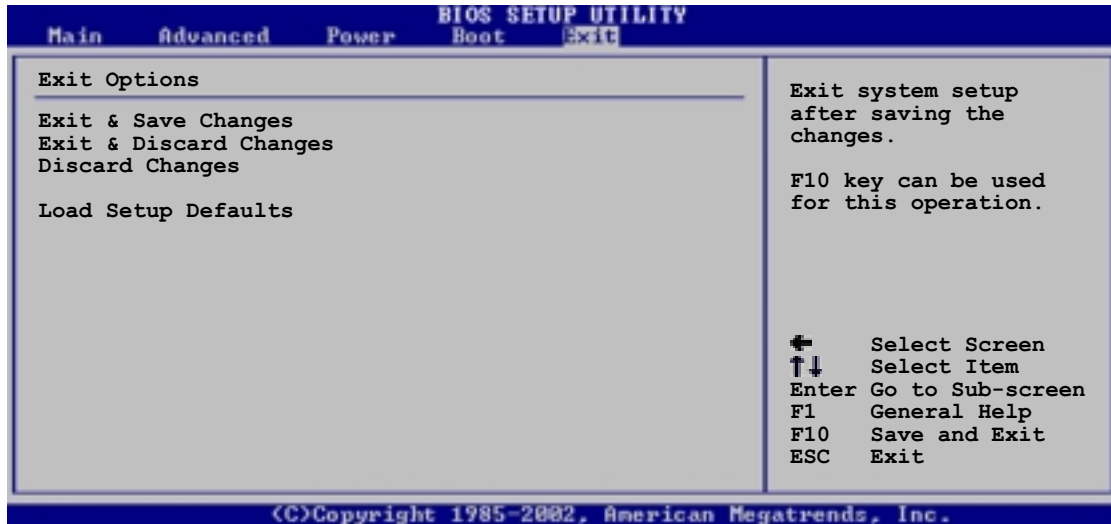 BIOS SETUP UTILITY
Main Advanced Power Boot Exit
Exit Options
Exit & Save Changes
Exit & Discard Changes
Discard Changes
Load Setup Defaults
Exit system setup
after saving the
changes.
F10 key can be used
for this operation.
← Select Screen
↑↓ Select Item
Enter Go to Sub-screen
F1 General Help
F10 Save and Exit
ESC Exit
(C)Copyright 1985-2002, American Megatrends, Inc.